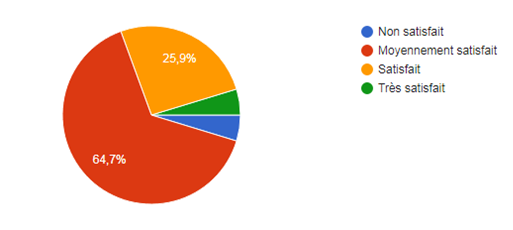 25,9%
64,7%
Non satisfait
Moyennement satisfait
Satisfait
Très satisfait